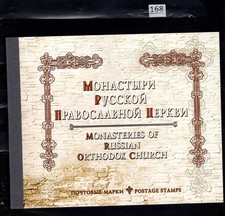 168
Монастыри
Русской
Православной Церкви
Monasteries of
Russian
Orthodox Church
Почтовые марки Postage stamps